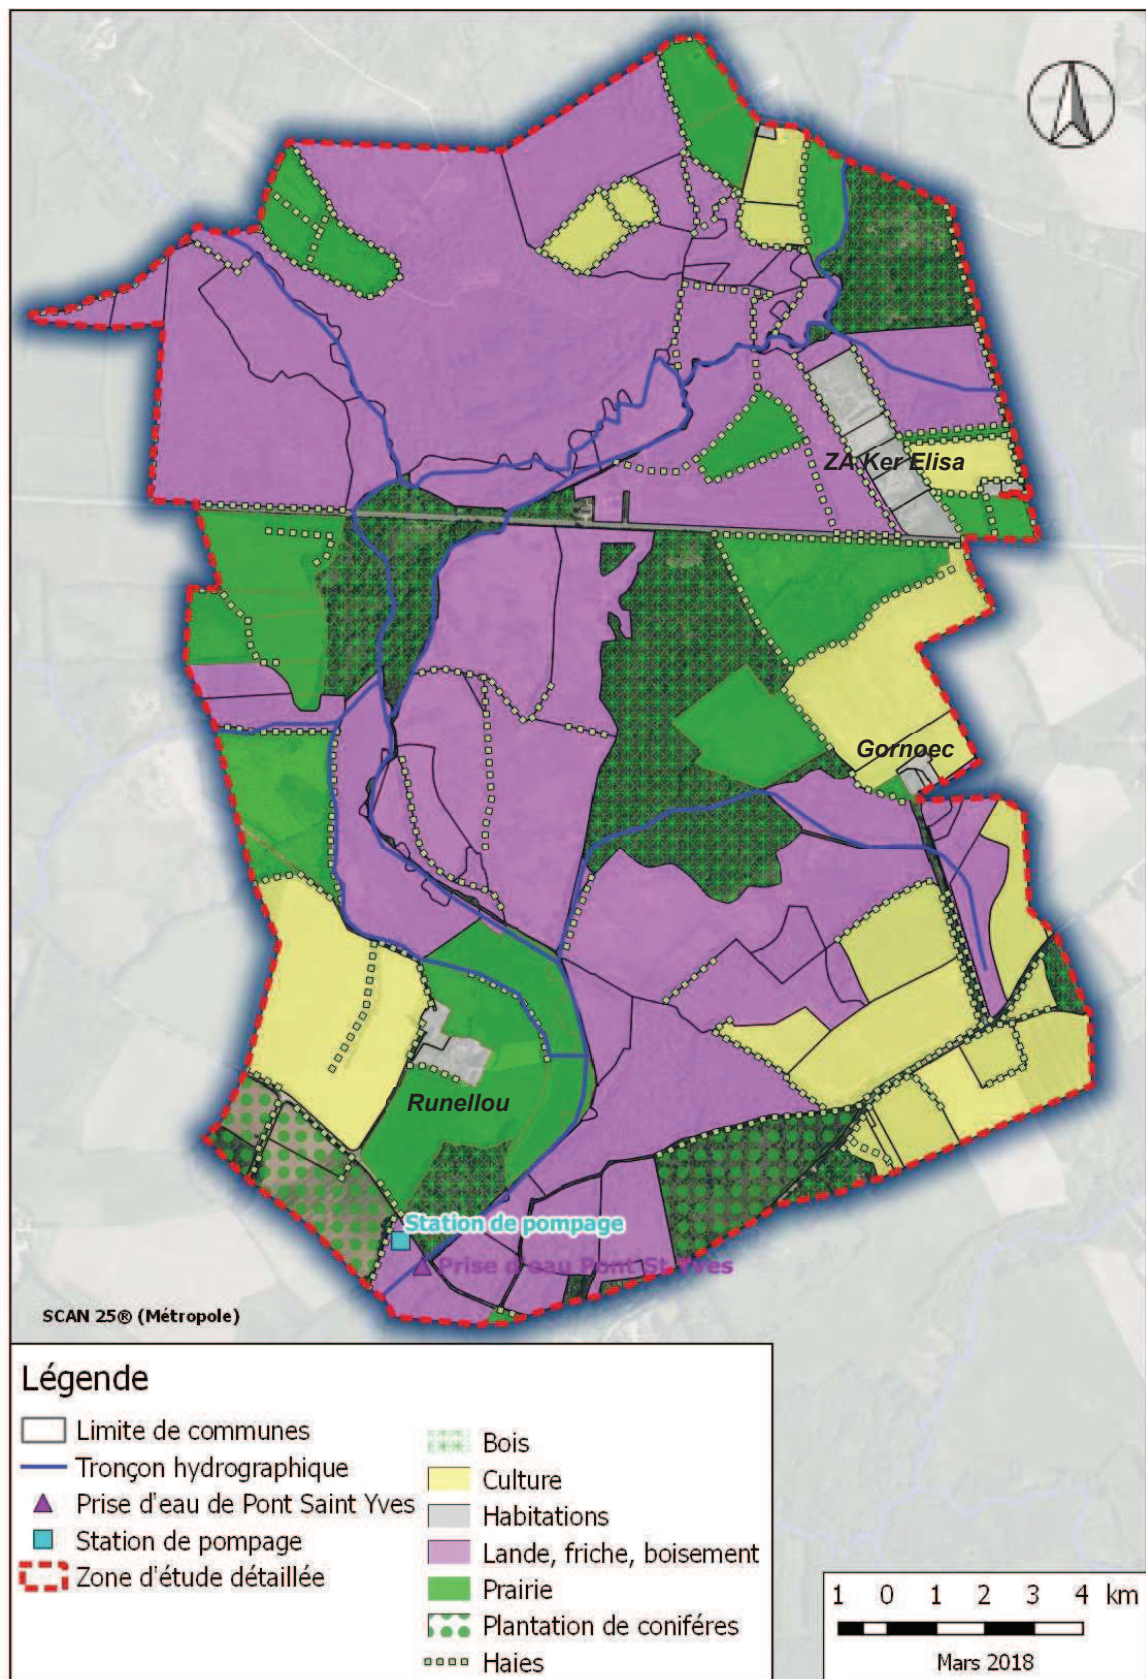 ZA Ker Elisa
Gornoec
Runellou
Station de pompage
Prise d'eau Pont St Yves
SCAN 25® (Métropole)
Légende
Limite de communes
Tronçon hydrographique
Prise d'eau de Pont Saint Yves
Station de pompage
Zone d'étude détaillée
Bois
Culture
Habitations
Lande, friche, boisement
Prairie
Plantation de coniféres
Haies
1 0 1 2 3 4 km
Mars 2018